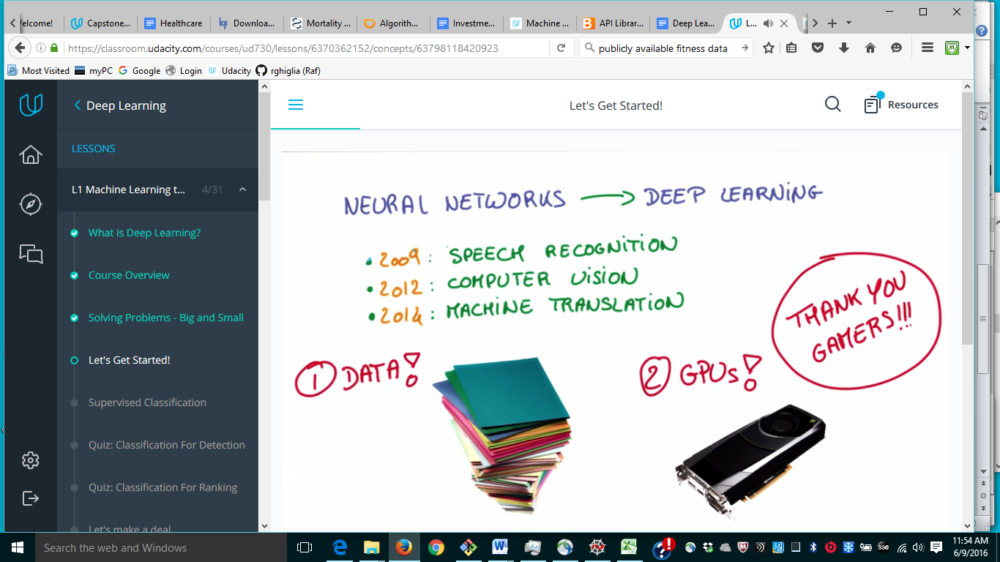 elcome!
Capstone...
Healthcare
Downloa...
Mortality ...
Algorith...
Investme...
Machine ...
API Librar...
Deep Lea...
L...
https://classroom.udacity.com/courses/ud730/lessons/6370362152/concepts/63798118420923
publicly available fitness data
Most Visited
myPC
Google
Login
Udacity
rghiglia (Raf)
Deep Learning
LESSONS
L1 Machine Learning t... 4/31
What is Deep Learning?
Course Overview
Solving Problems - Big and Small
Let's Get Started!
Supervised Classification
Quiz: Classification For Detection
Quiz: Classification For Ranking
Let's make a deal
Let's Get Started!
Resources
NEURAL NETWORKS → DEEP LEARNING
• 2009 : SPEECH RECOGNITION
• 2012 : COMPUTER VISION
• 2014 : MACHINE TRANSLATION
THANK YOU
GAMERS!!!
1 DATA!
2 GPUs!
Search the web and Windows
11:54 AM
6/9/2016